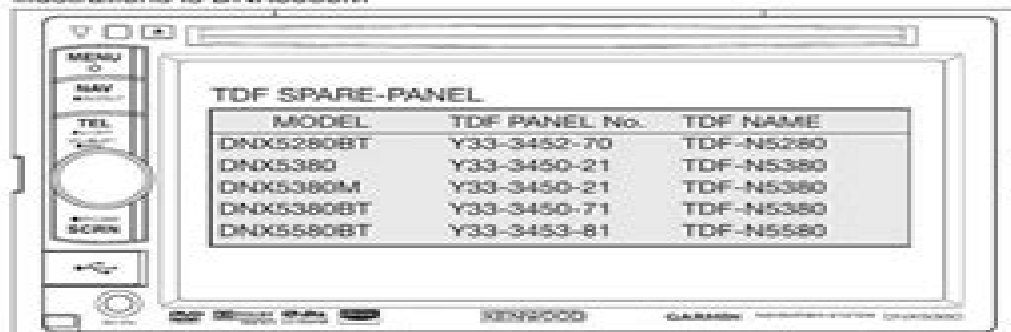 MENU
NAV
TEL
SCRN
TDF SPARE-PANEL
MODEL TDF PANEL No. TDF NAME
DNX5280BT Y33-3452-70 TDF-N5280
DNX5380 Y33-3450-21 TDF-N5380
DNX5380M Y33-3450-21 TDF-N5380
DNX5380BT Y33-3450-71 TDF-N5380
DNX5580BT Y33-3453-81 TDF-N5580
KENWOOD
GARMIN